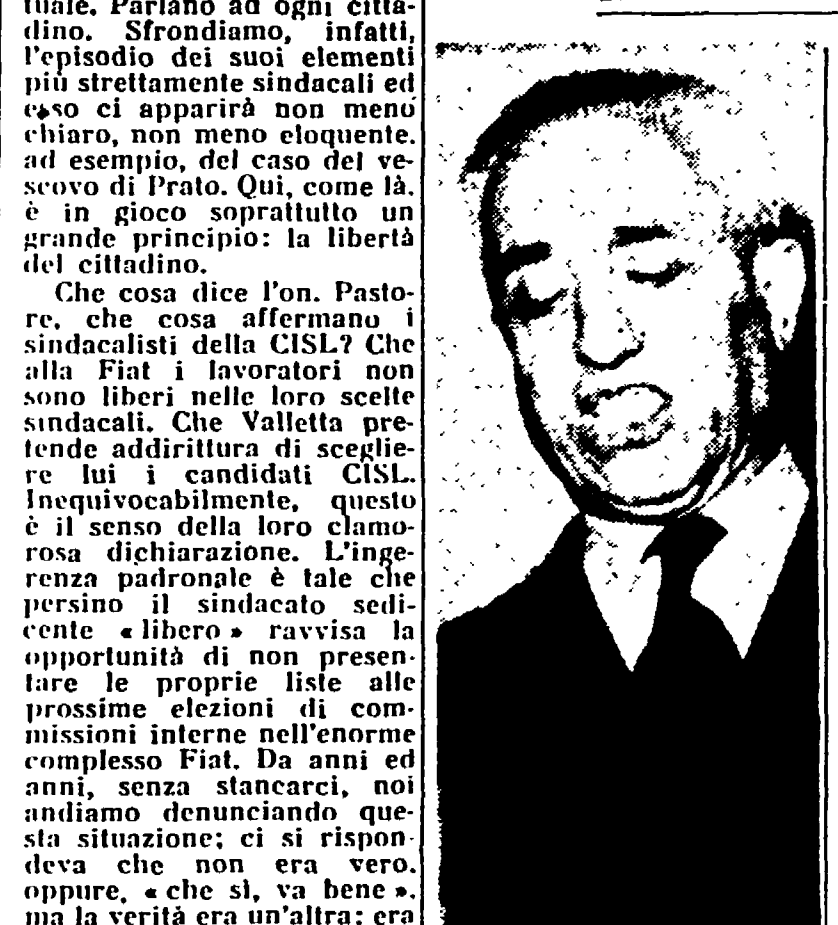 tuale. Parlano ad ogni citta-
dino. Sfrondiamo, infatti,
l'episodio dei suoi elementi
più strettamente sindacali ed
esso ci apparirà non meno
chiaro, non meno eloquente.
ad esempio, del caso del ve-
scovo di Prato. Qui, come là.
è in gioco soprattutto un
grande principio: la libertà
del cittadino.
Che cosa dice l'on. Pasto-
re, che cosa affermano i
sindacalisti della CISL? Che
alla Fiat i lavoratori non
sono liberi nelle loro scelte
sindacali. Che Valletta pre-
tende addirittura di sceglie-
re lui i candidati CISL.
Inequivocabilmente, questo
è il senso della loro clamo-
rosa dichiarazione. L'inge-
renza padronale è tale che
persino il sindacato sedi-
cente « libero » ravvisa la
opportunità di non presen-
tare le proprie liste alle
prossime elezioni di com-
missioni interne nell'enorme
complesso Fiat. Da anni ed
anni, senza stancarci, noi
andiamo denunciando que-
sta situazione; ci si rispon-
deva che non era vero.
oppure, « che sì, va bene ».
ma la verità era un'altra: era